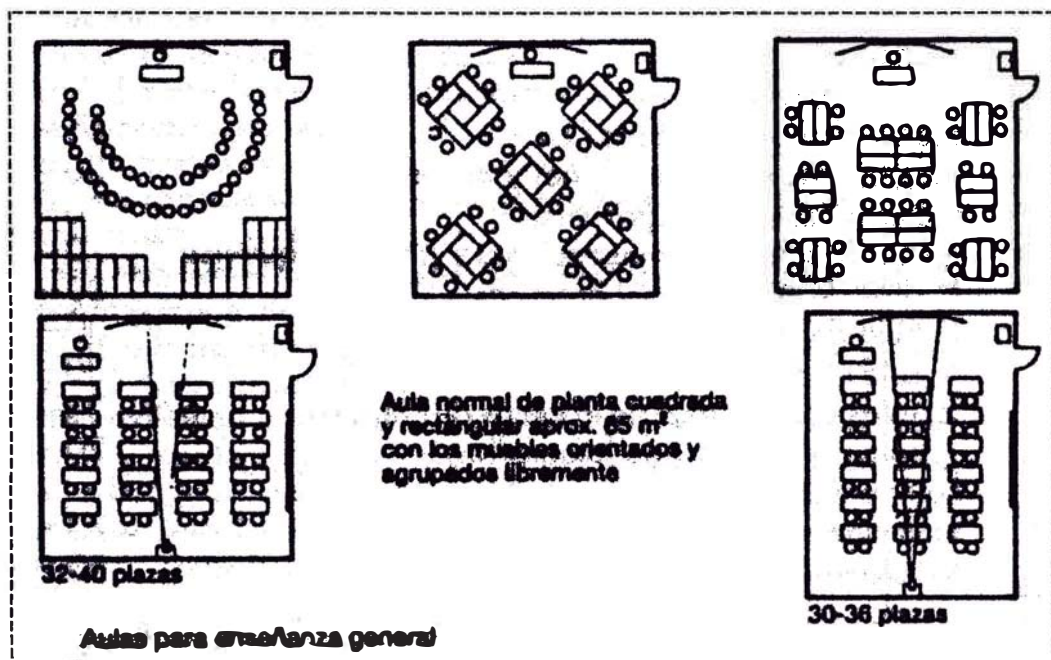 Aula normal de planta cuadrada
y rectángular aprox. 65 m²
con los muebles orientados y
agrupados libremente
32-40 plazas
30-36 plazas
Aulas para enseñanza general